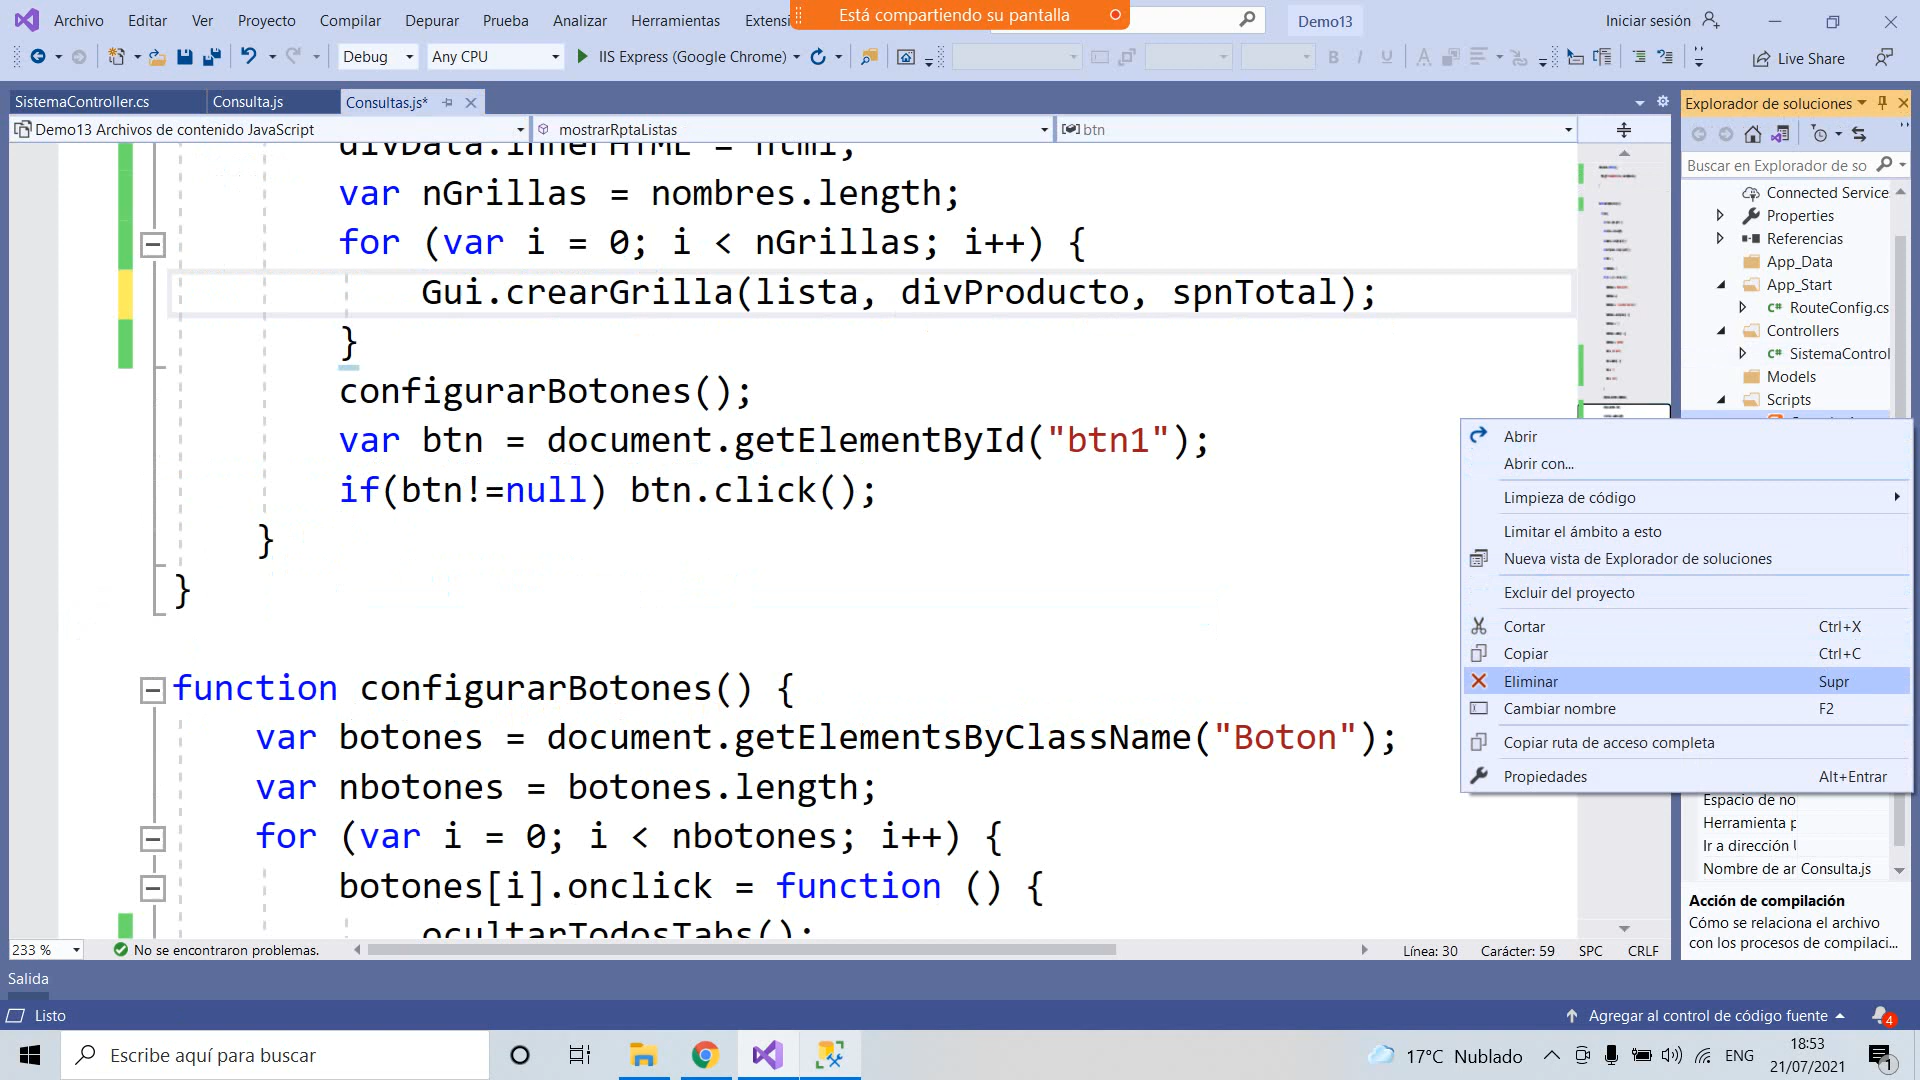 Archivo Editar Ver Proyecto Compilar Depurar Prueba Analizar Herramientas Extensi
Está compartiendo su pantalla
Demo13
Iniciar sesión
Debug
Any CPU
IIS Express (Google Chrome)
Live Share
SistemaController.cs
Consulta.js
Consultas.js*
Explorador de soluciones
Demo13 Archivos de contenido JavaScript
mostrarRptaListas
btn
Buscar en Explorador de so
divData.innerHTML = html;
var nGrillas = nombres.length;
for (var i = 0; i < nGrillas; i++) {
Gui.crearGrilla(lista, divProducto, spnTotal);
}
configurarBotones();
var btn = document.getElementById("btn1");
if(btn!=null) btn.click();
}
}
function configurarBotones() {
var botones = document.getElementsByClassName("Boton");
var nbotones = botones.length;
for (var i = 0; i < nbotones; i++) {
botones[i].onclick = function () {
ocultarTodosTabs();
Connected Service
Properties
Referencias
App_Data
App_Start
RouteConfig.cs
Controllers
SistemaControl
Models
Scripts
Abrir
Abrir con...
Limpieza de código
Limitar el ámbito a esto
Nueva vista de Explorador de soluciones
Excluir del proyecto
Cortar Ctrl+X
Copiar Ctrl+C
Eliminar Supr
Cambiar nombre F2
Copiar ruta de acceso completa
Propiedades Alt+Entrar
Espacio de no
Herramienta p
Ir a dirección U
Nombre de ar Consulta.js
Acción de compilación
Cómo se relaciona el archivo
con los procesos de compilaci...
233 %
No se encontraron problemas.
Línea: 30
Carácter: 59
SPC
CRLF
Salida
Listo
Agregar al control de código fuente
4
Escribe aquí para buscar
17°C Nublado
ENG
18:53
21/07/2021
1